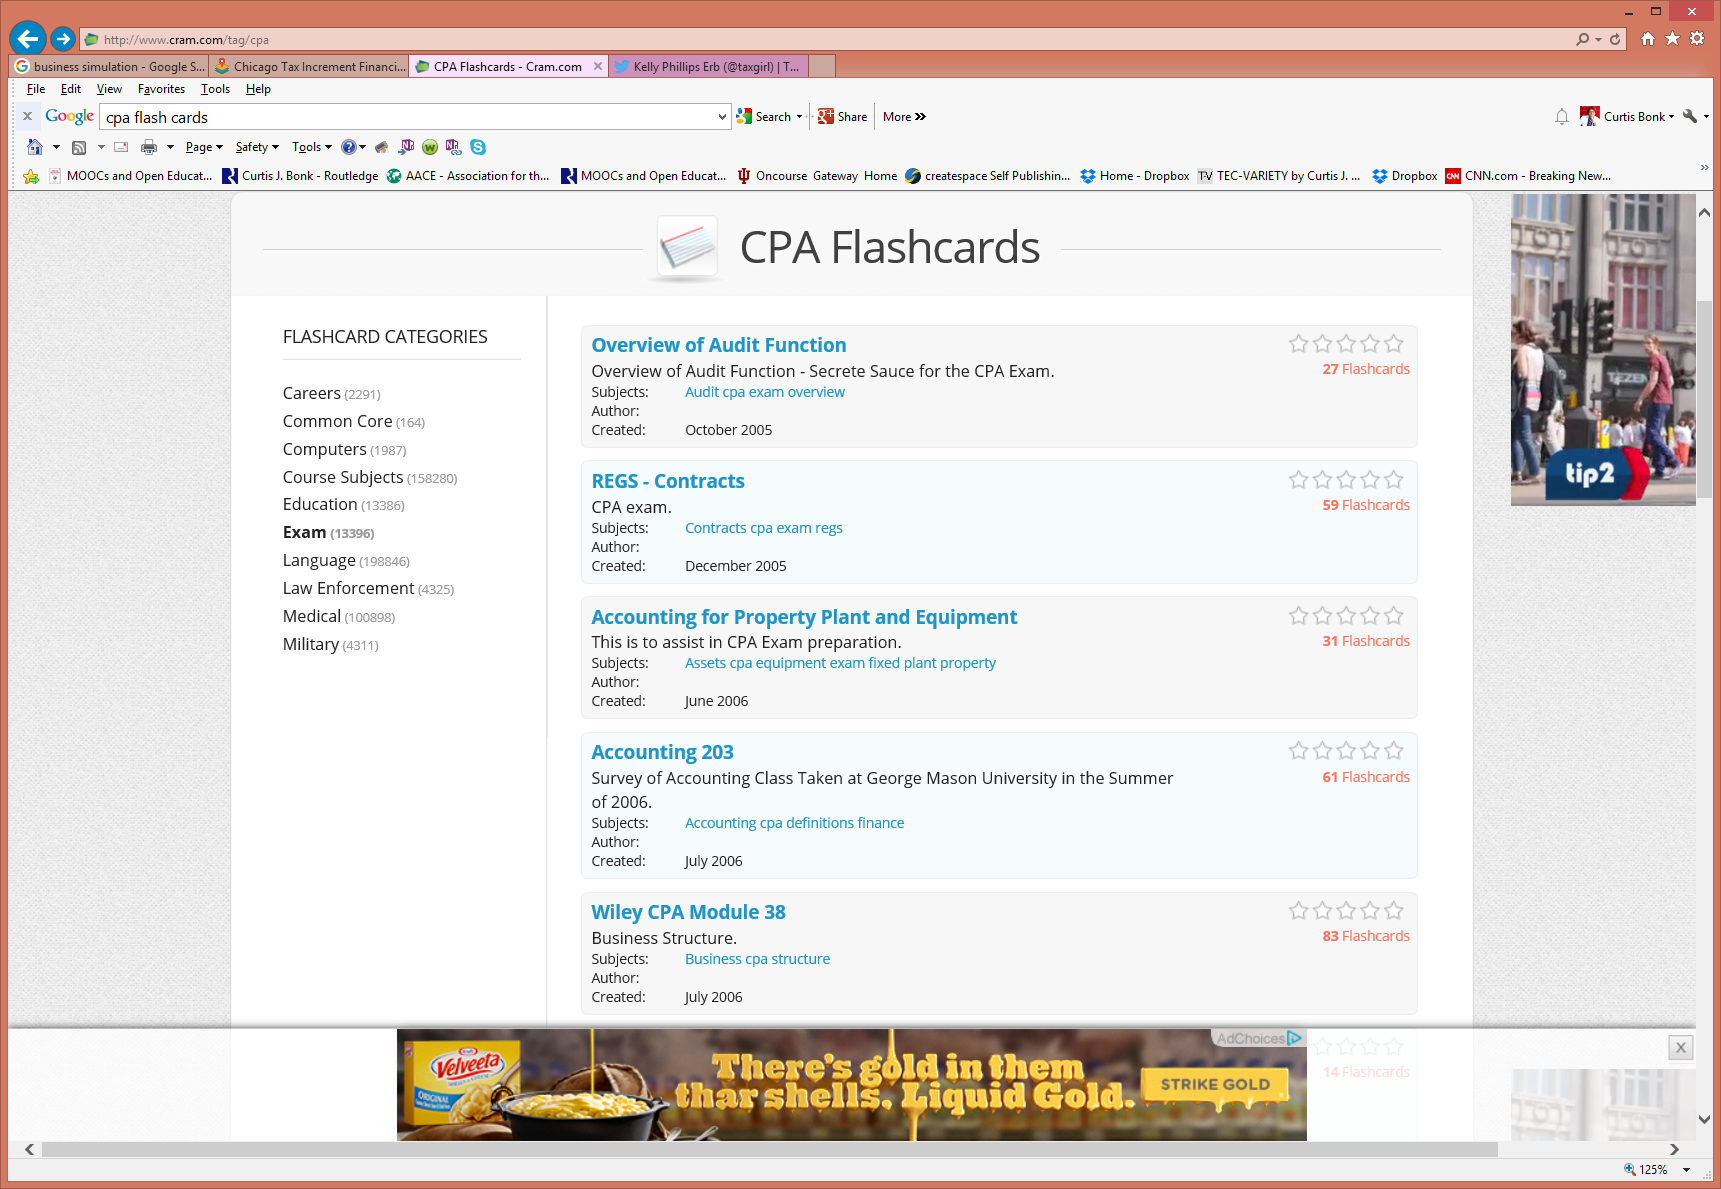 http://www.cram.com/tag/cpa
business simulation - Google S...
Chicago Tax Increment Financi...
CPA Flashcards - Cram.com
Kelly Phillips Erb (@taxgirl) | T...
File Edit View Favorites Tools Help
x Google cpa flash cards Search Share More »
Curtis Bonk
Page Safety Tools
MOOCs and Open Educat... Curtis J. Bonk - Routledge AACE - Association for th... MOOCs and Open Educat... Oncourse Gateway Home createspace Self Publishin... Home - Dropbox T-V TEC-VARIETY by Curtis J. ... Dropbox CNN CNN.com - Breaking New... »
CPA Flashcards
FLASHCARD CATEGORIES
Careers (2291)
Common Core (164)
Computers (1987)
Course Subjects (158280)
Education (13386)
Exam (13396)
Language (198846)
Law Enforcement (4325)
Medical (100898)
Military (4311)
Overview of Audit Function
Overview of Audit Function - Secrete Sauce for the CPA Exam.
27 Flashcards
Subjects: Audit cpa exam overview
Author:
Created: October 2005
REGS - Contracts
CPA exam.
59 Flashcards
Subjects: Contracts cpa exam regs
Author:
Created: December 2005
Accounting for Property Plant and Equipment
This is to assist in CPA Exam preparation.
31 Flashcards
Subjects: Assets cpa equipment exam fixed plant property
Author:
Created: June 2006
Accounting 203
Survey of Accounting Class Taken at George Mason University in the Summer
of 2006.
61 Flashcards
Subjects: Accounting cpa definitions finance
Author:
Created: July 2006
Wiley CPA Module 38
Business Structure.
83 Flashcards
Subjects: Business cpa structure
Author:
Created: July 2006
14 Flashcards
tip2
AdChoices
Kraft
Velveeta
ORIGINAL
There's gold in them
thar shells. Liquid Gold.
STRIKE GOLD
X
125%